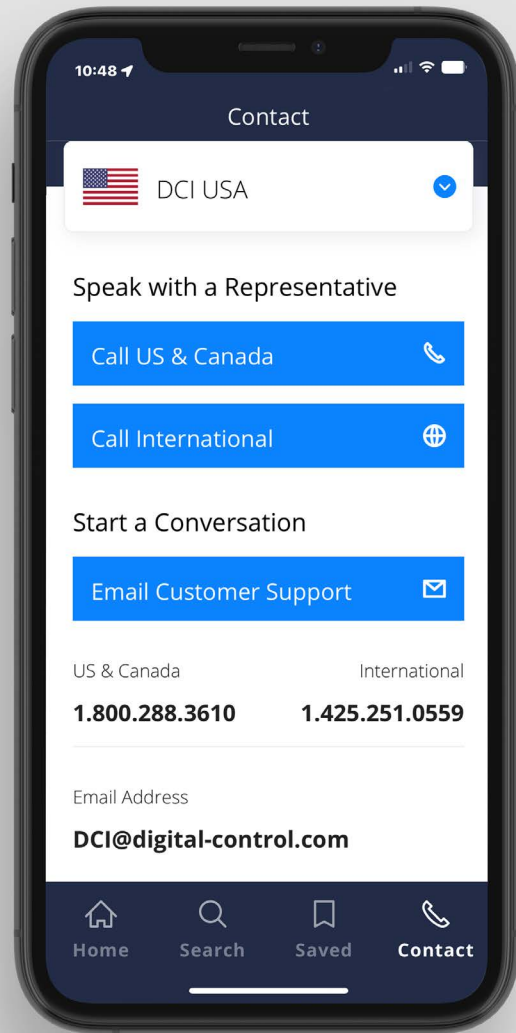 10:48
Contact
DCI USA
Speak with a Representative
Call US & Canada
Call International
Start a Conversation
Email Customer Support
US & Canada International
1.800.288.3610 1.425.251.0559
Email Address
DCI@digital-control.com
Home Search Saved Contact